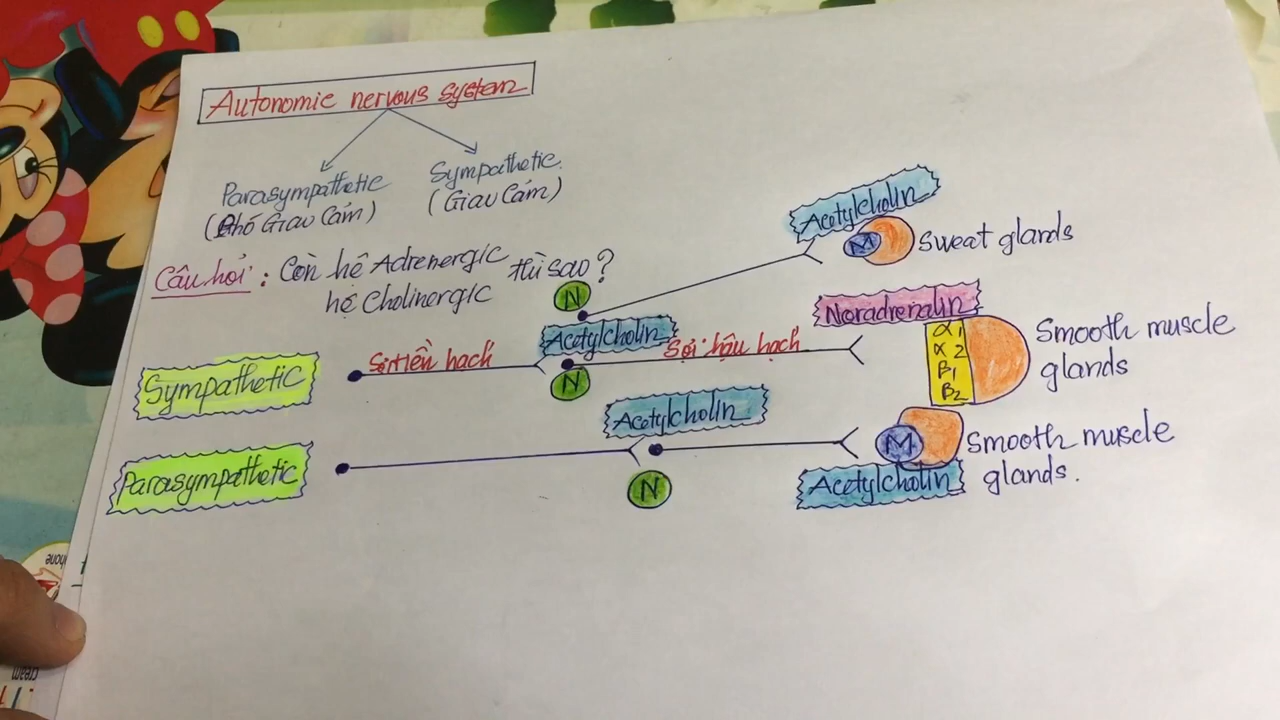 Autonomic nervous system
Parasympathetic
(Phó Giao Cảm)
Sympathetic
(Giao Cảm)
Câu hỏi: Còn hệ Adrenergic
hệ Cholinergic
thì sao?
N
Acetylcholin
M
Sweat glands
Sympathetic
Sợi tiền hạch
Acetylcholin
N
Sợi hậu hạch
Noradrenalin
α1
α2
β1
β2
Smooth muscle
glands
Parasympathetic
Acetylcholin
N
M
Acetylcholin
Smooth muscle
glands.
cream